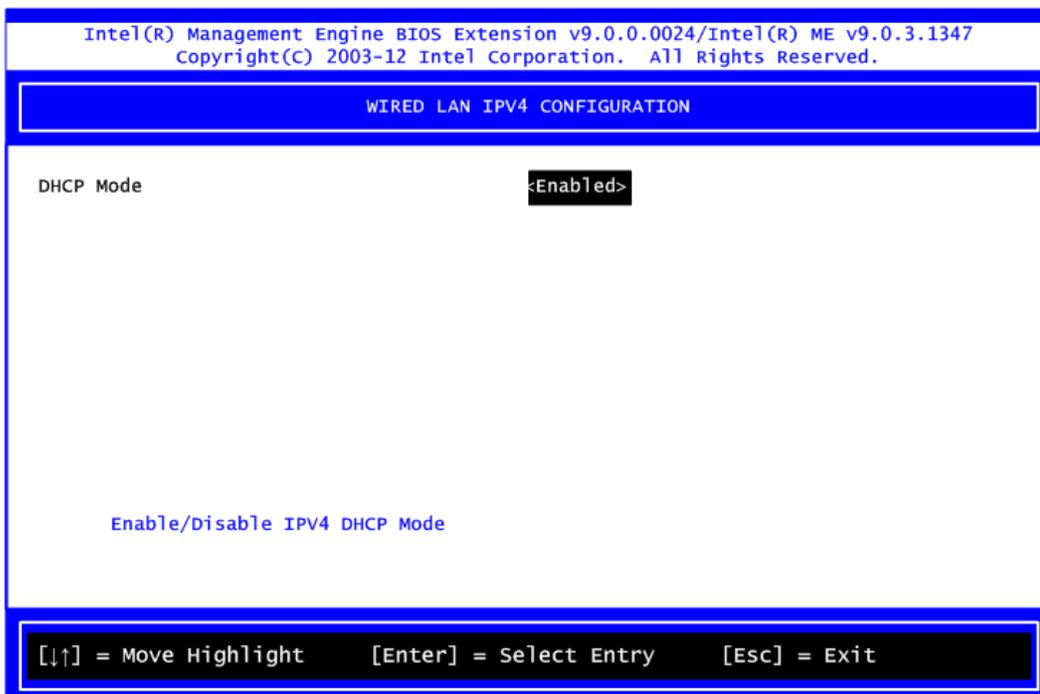 Intel(R) Management Engine BIOS Extension v9.0.0.0024/Intel(R) ME v9.0.3.1347
Copyright(C) 2003-12 Intel Corporation. All Rights Reserved.
WIRED LAN IPV4 CONFIGURATION
DHCP Mode <Enabled>
Enable/Disable IPV4 DHCP Mode
[↓↑] = Move Highlight [Enter] = Select Entry [Esc] = Exit